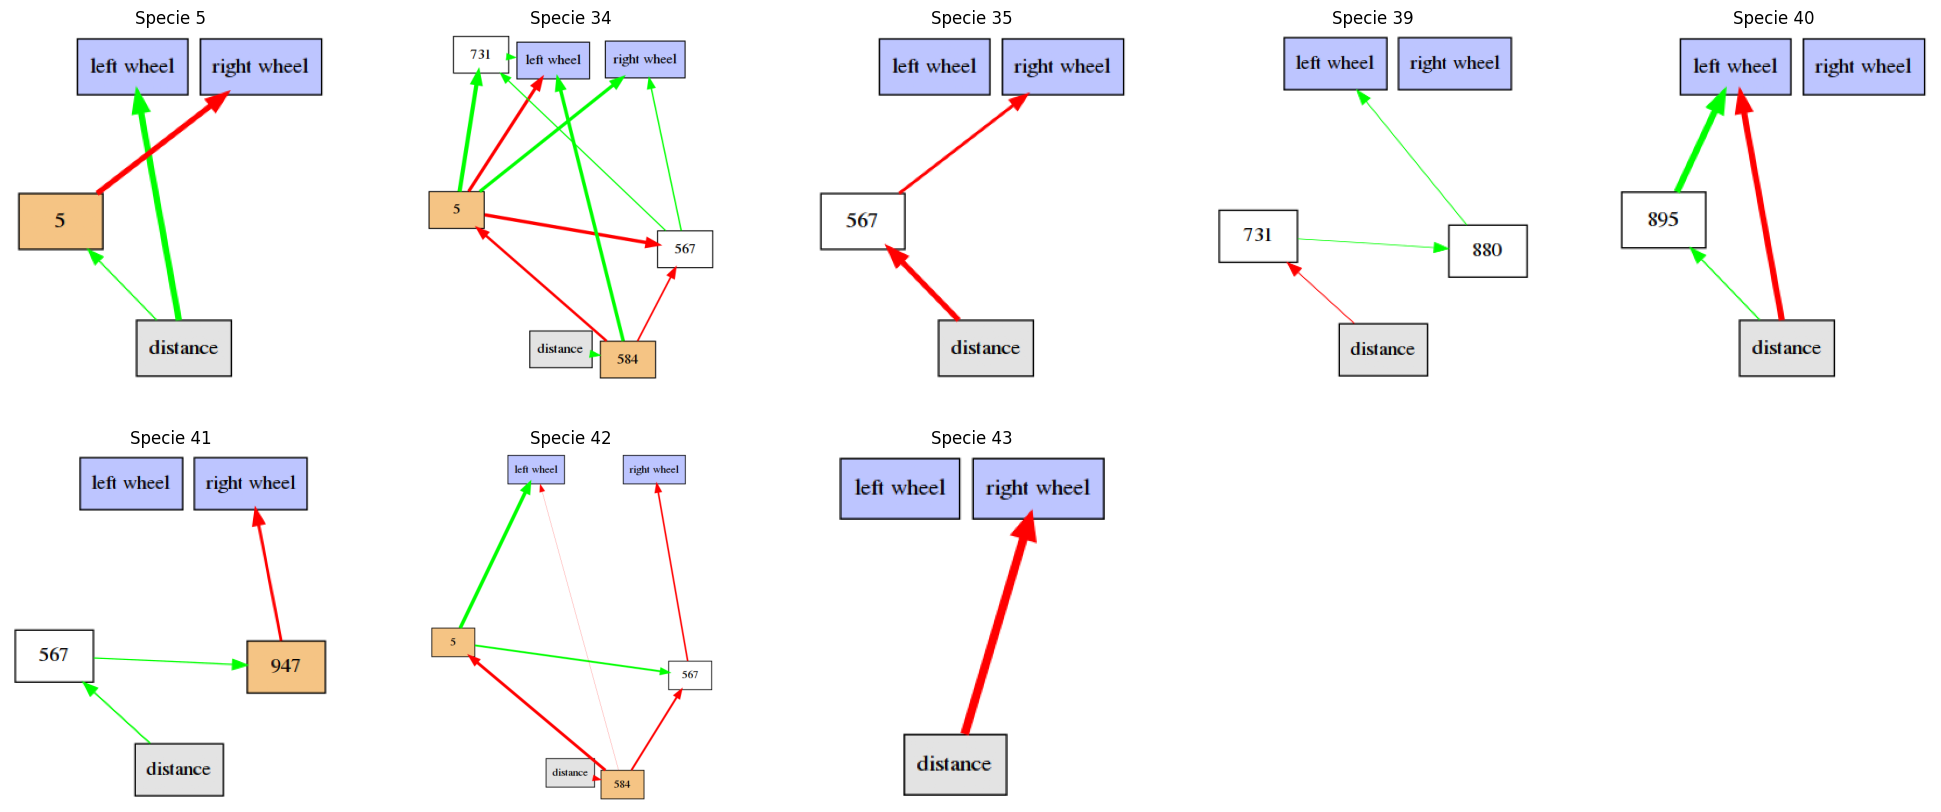 Specie 5
left wheel
right wheel
5
distance
Specie 34
731
left wheel
right wheel
5
567
distance
584
Specie 35
left wheel
right wheel
567
distance
Specie 39
left wheel
right wheel
731
880
distance
Specie 40
left wheel
right wheel
895
distance
Specie 41
left wheel
right wheel
567
947
distance
Specie 42
left wheel
right wheel
5
567
distance
584
Specie 43
left wheel
right wheel
distance